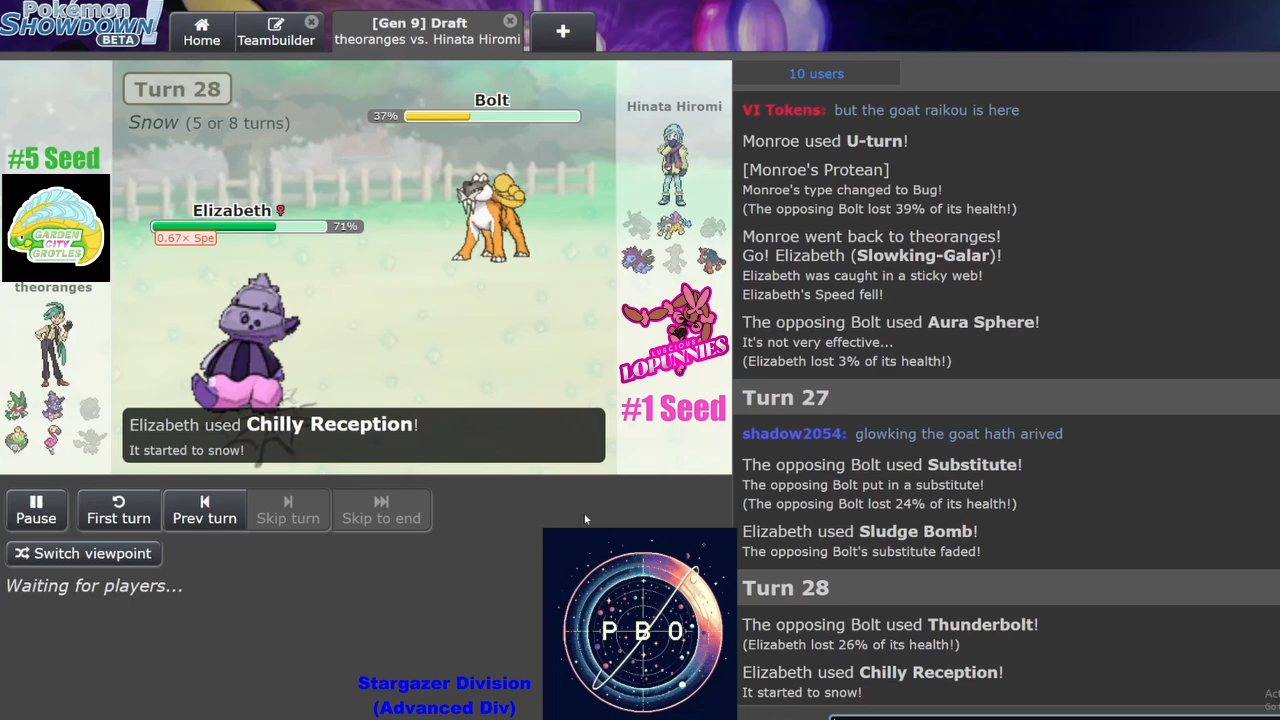 Pokémon
SHOWDOWN!
BETA
Home
Teambuilder
[Gen 9] Draft
theoranges vs. Hinata Hiromi
Turn 28
Snow (5 or 8 turns)
Bolt
37%
Elizabeth
71%
0.67× Spe
#5 Seed
GARDEN
CITY
GROTLES
theoranges
Hinata Hiromi
LUSCIOUS
LOPUNNIES
#1 Seed
Elizabeth used Chilly Reception!
It started to snow!
Pause
First turn
Prev turn
Skip turn
Skip to end
Switch viewpoint
Waiting for players...
P B O
Stargazer Division
(Advanced Div)
10 users
VI Tokens: but the goat raikou is here
Monroe used U-turn!
[Monroe's Protean]
Monroe's type changed to Bug!
(The opposing Bolt lost 39% of its health!)
Monroe went back to theoranges!
Go! Elizabeth (Slowking-Galar)!
Elizabeth was caught in a sticky web!
Elizabeth's Speed fell!
The opposing Bolt used Aura Sphere!
It's not very effective...
(Elizabeth lost 3% of its health!)
Turn 27
shadow2054: glowking the goat hath arived
The opposing Bolt used Substitute!
The opposing Bolt put in a substitute!
(The opposing Bolt lost 24% of its health!)
Elizabeth used Sludge Bomb!
The opposing Bolt's substitute faded!
Turn 28
The opposing Bolt used Thunderbolt!
(Elizabeth lost 26% of its health!)
Elizabeth used Chilly Reception!
It started to snow!
Act
Go t